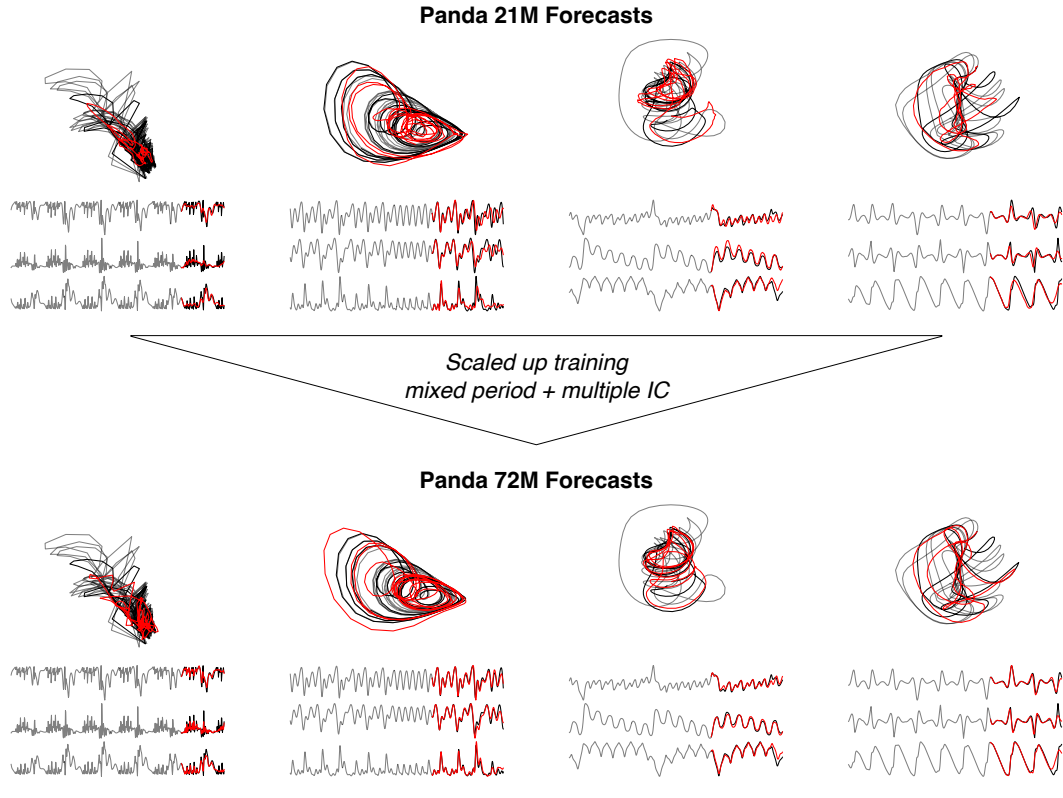 Panda 21M Forecasts
Scaled up training
mixed period + multiple IC
Panda 72M Forecasts